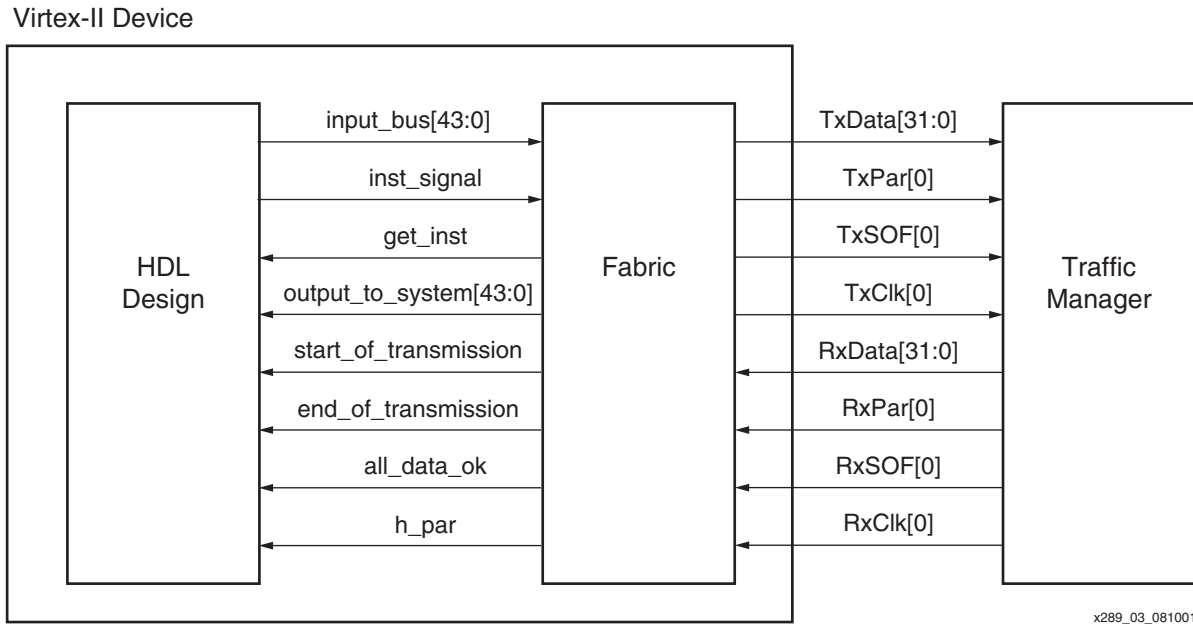 Virtex-II Device
input_bus[43:0]
TxData[31:0]
inst_signal
TxPar[0]
get_inst
TxSOF[0]
HDL
Design
Fabric
Traffic
Manager
output_to_system[43:0]
TxClk[0]
start_of_transmission
RxData[31:0]
end_of_transmission
RxPar[0]
all_data_ok
RxSOF[0]
h_par
RxClk[0]
x289_03_081001